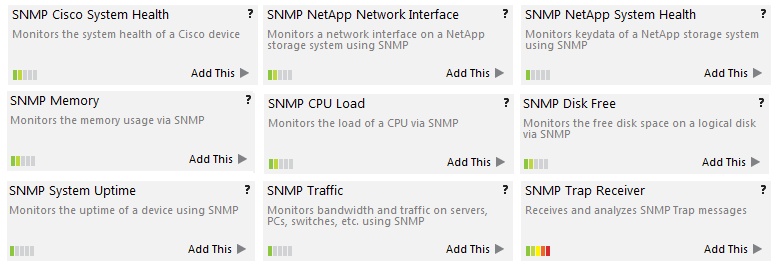 SNMP Cisco System Health ?
Monitors the system health of a Cisco device
Add This
SNMP NetApp Network Interface ?
Monitors a network interface on a NetApp
storage system using SNMP
Add This
SNMP NetApp System Health ?
Monitors keydata of a NetApp storage system
using SNMP
Add This
SNMP Memory ?
Monitors the memory usage via SNMP
Add This
SNMP CPU Load ?
Monitors the load of a CPU via SNMP
Add This
SNMP Disk Free ?
Monitors the free disk space on a logical disk
via SNMP
Add This
SNMP System Uptime ?
Monitors the uptime of a device using SNMP
Add This
SNMP Traffic ?
Monitors bandwidth and traffic on servers,
PCs, switches, etc. using SNMP
Add This
SNMP Trap Receiver ?
Receives and analyzes SNMP Trap messages
Add This